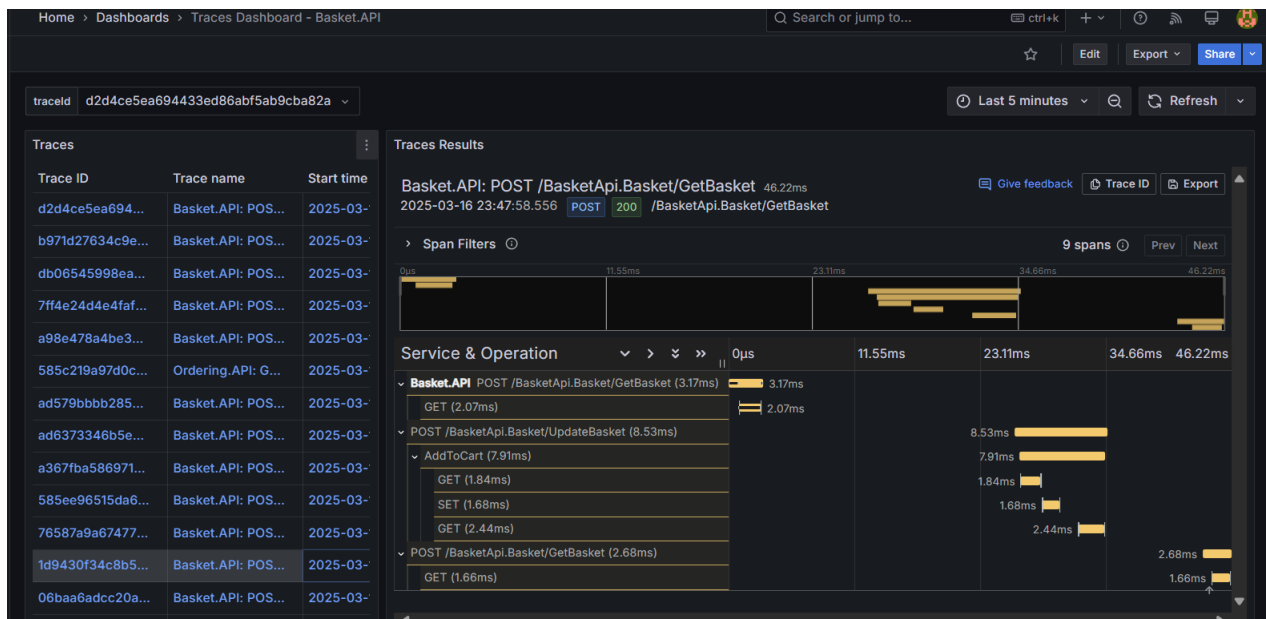 Home › Dashboards › Traces Dashboard - Basket.API
Search or jump to... ctrl+k
Edit Export Share
traceId d2d4ce5ea694433ed86abf5ab9cba82a
Last 5 minutes Refresh
Traces
Trace ID Trace name Start time
d2d4ce5ea694... Basket.API: POS... 2025-03-
b971d27634c9e... Basket.API: POS... 2025-03-
db06545998ea... Basket.API: POS... 2025-03-
7ff4e24d4e4faf... Basket.API: POS... 2025-03-
a98e478a4be3... Basket.API: POS... 2025-03-
585c219a97d0c... Ordering.API: G... 2025-03-
ad579bbbb285... Basket.API: POS... 2025-03-
ad6373346b5e... Basket.API: POS... 2025-03-
a367fba586971... Basket.API: POS... 2025-03-
585ee96515da6... Basket.API: POS... 2025-03-
76587a9a67477... Basket.API: POS... 2025-03-
1d9430f34c8b5... Basket.API: POS... 2025-03-
06baa6adcc20a... Basket.API: POS... 2025-03-
Traces Results
Basket.API: POST /BasketApi.Basket/GetBasket 46.22ms
Give feedback Trace ID Export
2025-03-16 23:47:58.556 POST 200 /BasketApi.Basket/GetBasket
Span Filters
9 spans Prev Next
0μs 11.55ms 23.11ms 34.66ms 46.22ms
Service & Operation 0μs 11.55ms 23.11ms 34.66ms 46.22ms
Basket.API POST /BasketApi.Basket/GetBasket (3.17ms) 3.17ms
GET (2.07ms) 2.07ms
POST /BasketApi.Basket/UpdateBasket (8.53ms) 8.53ms
AddToCart (7.91ms) 7.91ms
GET (1.84ms) 1.84ms
SET (1.68ms) 1.68ms
GET (2.44ms) 2.44ms
POST /BasketApi.Basket/GetBasket (2.68ms) 2.68ms
GET (1.66ms) 1.66ms